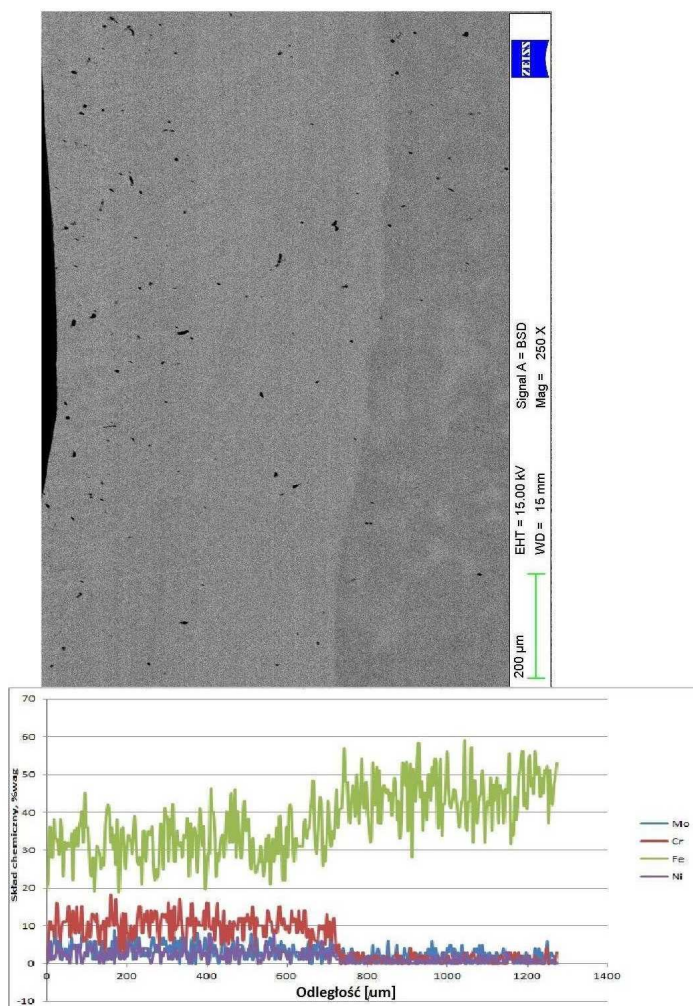 ZEISS
Signal A = BSD
Mag = 250 X
EHT = 15.00 kV
WD = 15 mm
200 µm
70
60
50
40
30
20
10
0
-10
Skład chemiczny, %wag
0 200 400 600 800 1000 1200 1400
Odległość [um]
Mo
Cr
Fe
Ni